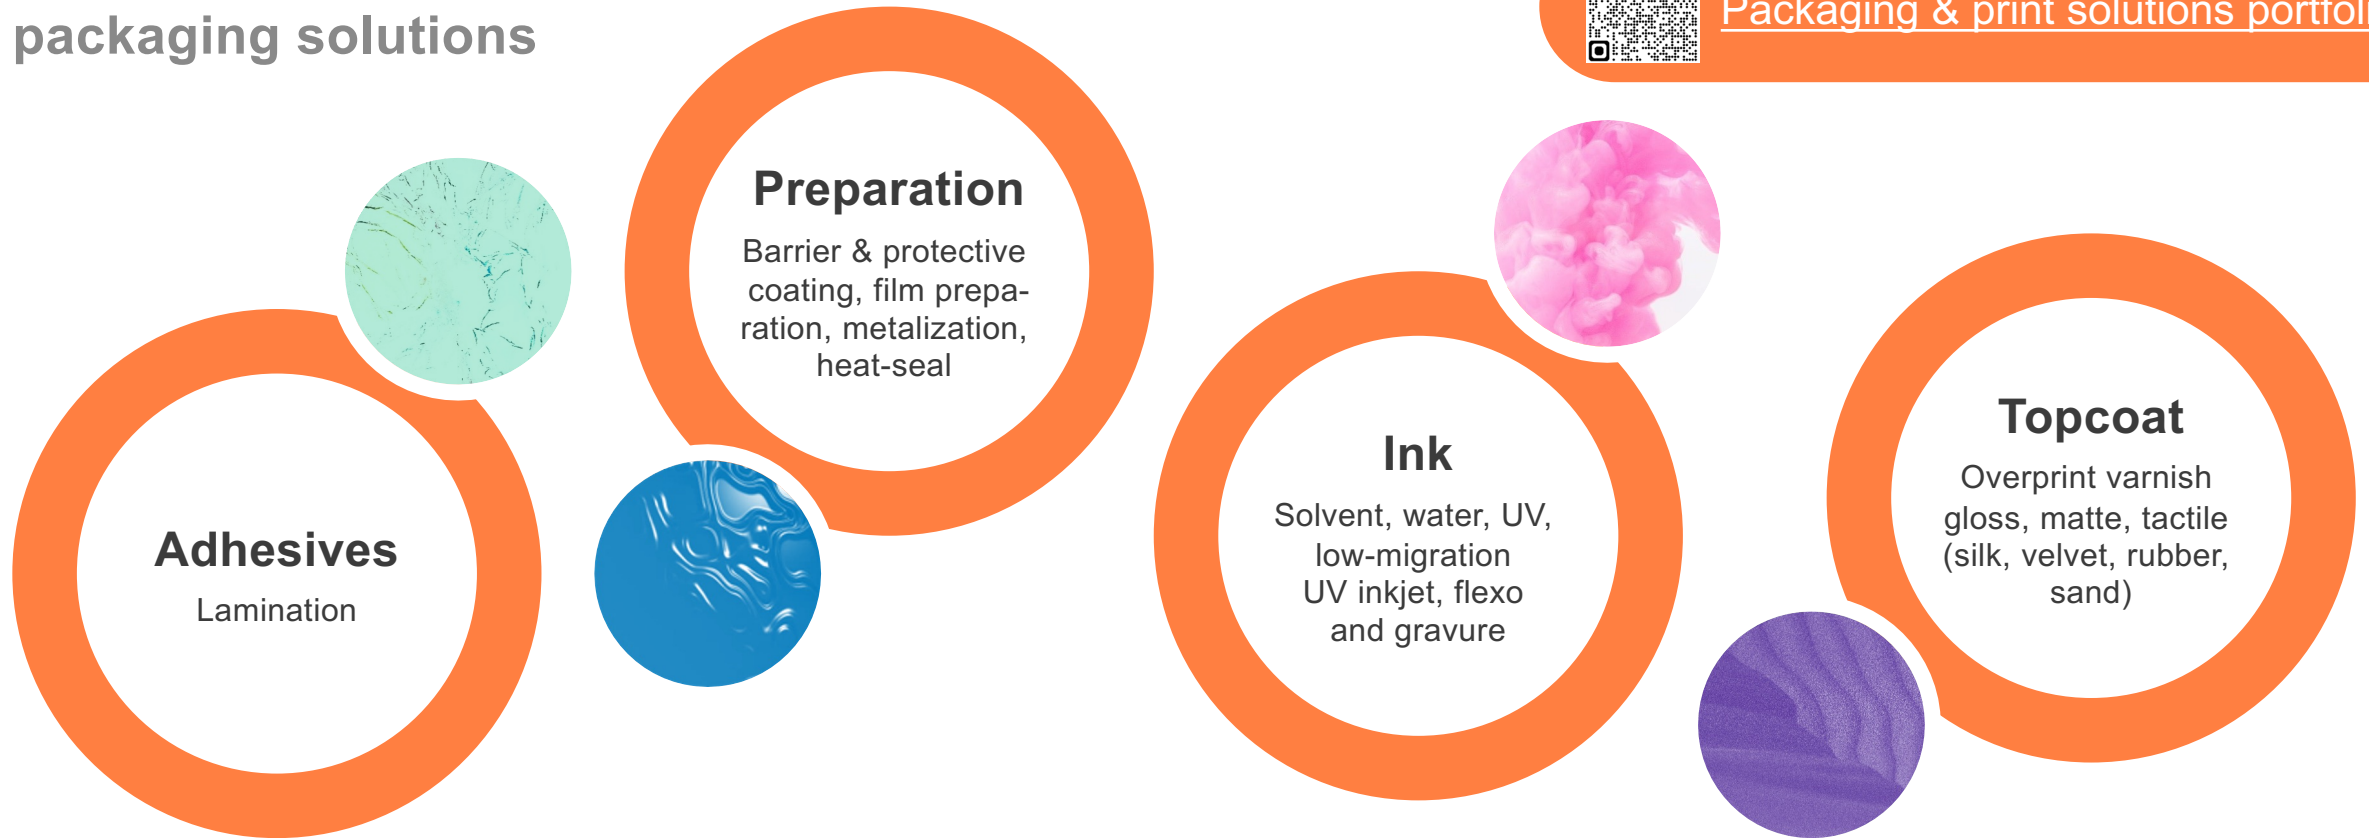 packaging solutions
Packaging & print solutions
Preparation
Barrier & protective
coating, film prepa-
ration, metalization,
heat-seal
Ink
Solvent, water, UV,
low-migration
UV inkjet, flexo
and gravure
Topcoat
Overprint varnish
gloss, matte, tactile
(silk, velvet, rubber,
sand)
Adhesives
Lamination